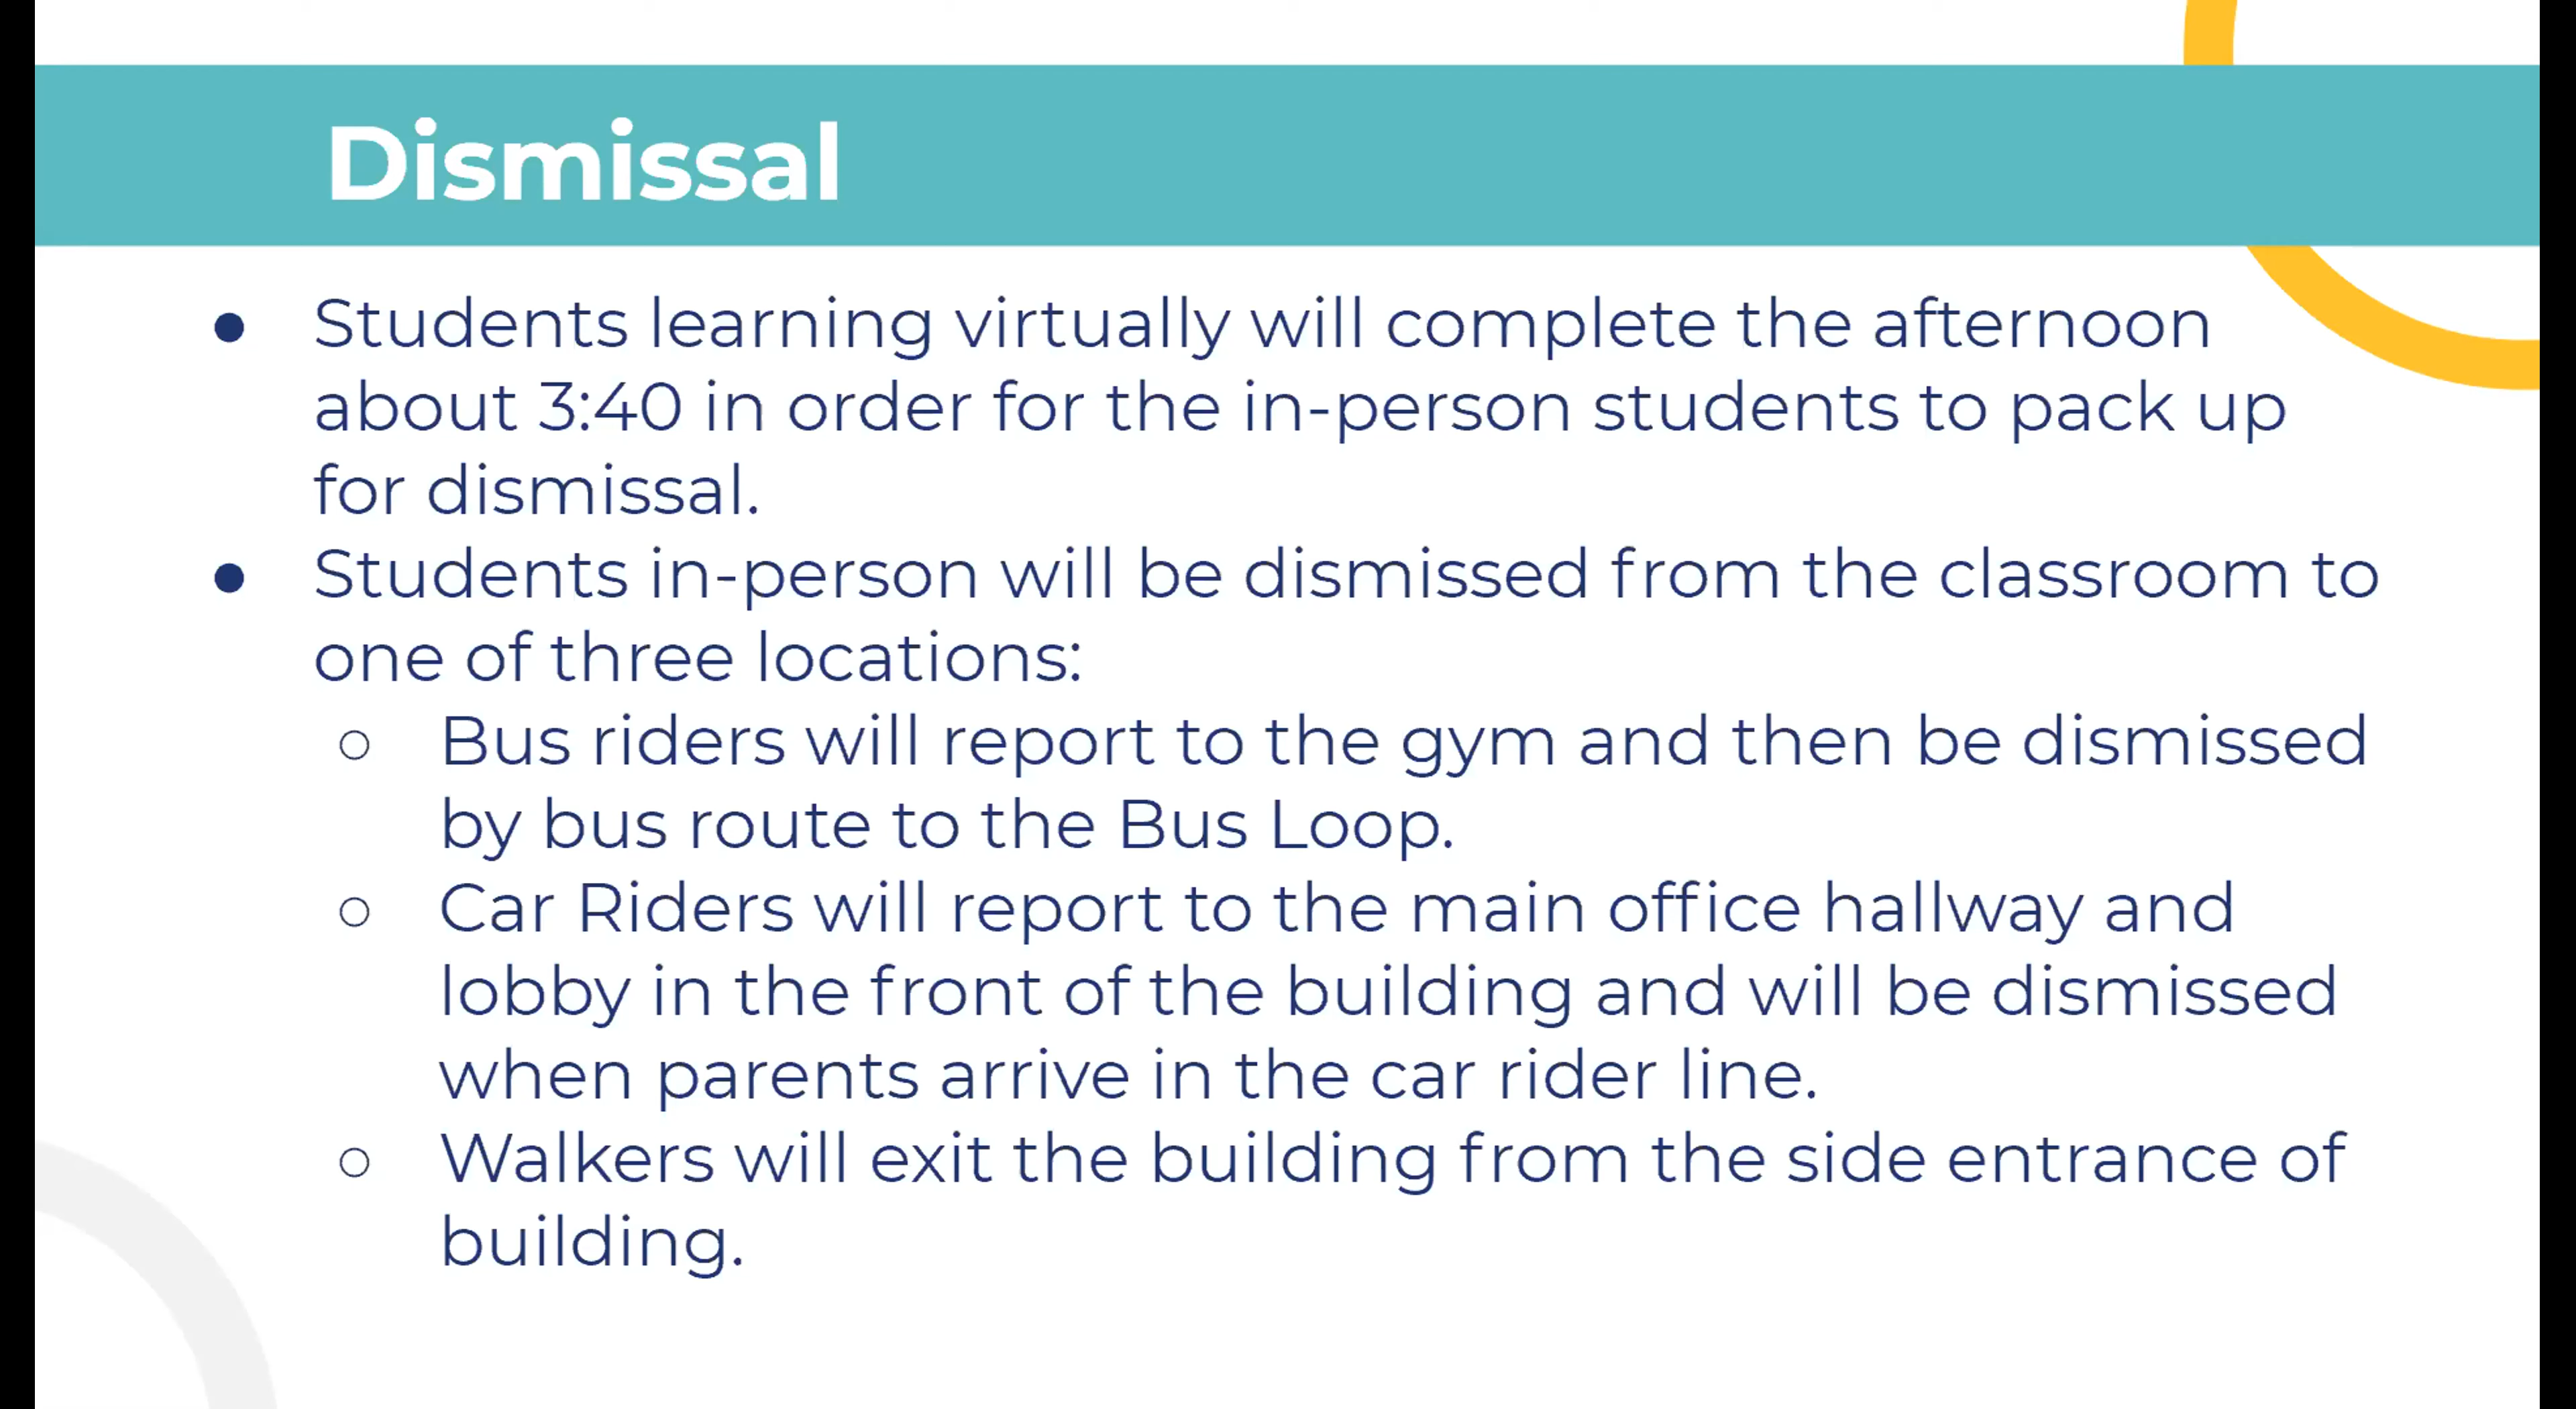 Dismissal
● Students learning virtually will complete the afternoon
about 3:40 in order for the in-person students to pack up
for dismissal.
● Students in-person will be dismissed from the classroom to
one of three locations:
○ Bus riders will report to the gym and then be dismissed
by bus route to the Bus Loop.
○ Car Riders will report to the main office hallway and
lobby in the front of the building and will be dismissed
when parents arrive in the car rider line.
○ Walkers will exit the building from the side entrance of
building.